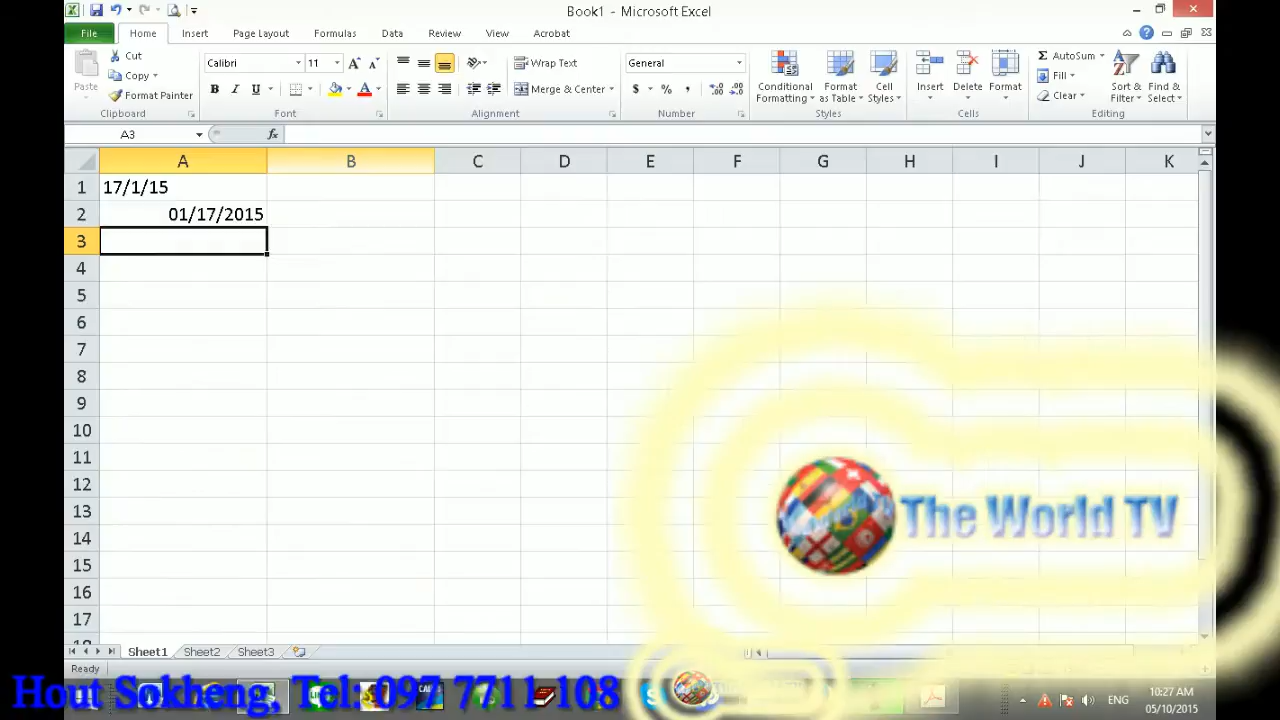 Book1 - Microsoft Excel
File Home Insert Page Layout Formulas Data Review View Acrobat
Paste
Cut
Copy
Format Painter
Clipboard
Calibri 11
B I U
Font
Wrap Text
Merge & Center
Alignment
General
$ % ,
Number
Conditional Formatting
Format as Table
Cell Styles
Styles
Insert Delete Format
Cells
AutoSum
Fill
Clear
Sort & Filter
Find & Select
Editing
A3 fx
A B C D E F G H I J K
1 17/1/15
2 01/17/2015
3
4
5
6
7
8
9
10
11
12
13
14
15
16
17
The World TV
Sheet1 Sheet2 Sheet3
Ready
Hout Sokheng, Tel: 097 7711 108
ENG
10:27 AM
05/10/2015